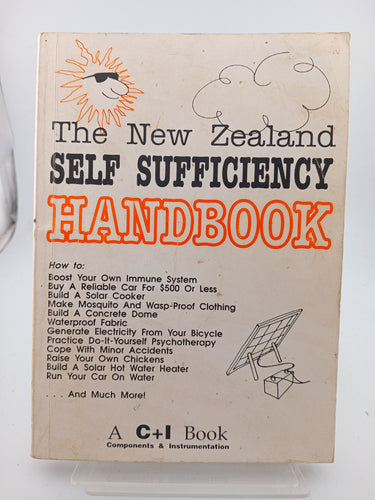 The New Zealand
SELF SUFFICIENCY
HANDBOOK
How to:
Boost Your Own Immune System
Buy A Reliable Car For $500 Or Less
Build A Solar Cooker
Make Mosquito And Wasp-Proof Clothing
Build A Concrete Dome
Waterproof Fabric
Generate Electricity From Your Bicycle
Practice Do-It-Yourself Psychotherapy
Cope With Minor Accidents
Raise Your Own Chickens
Build A Solar Hot Water Heater
Run Your Car On Water
. . . And Much More!
A C+I Book
Components & Instrumentation